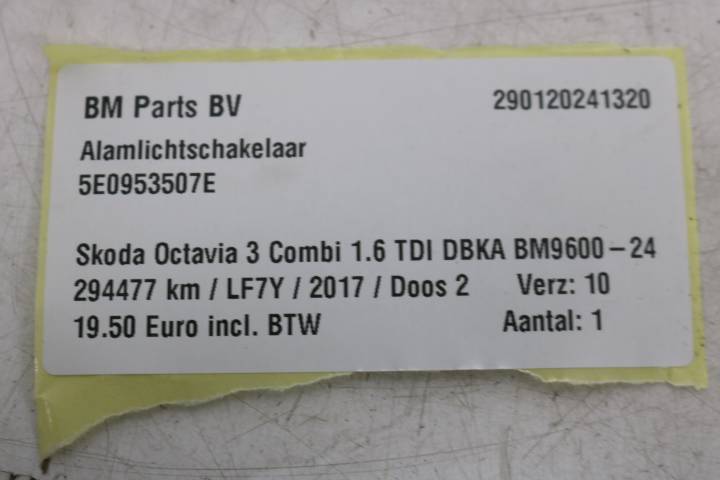 BM Parts BV 290120241320
Alamlichtschakelaar
5E0953507E
Skoda Octavia 3 Combi 1.6 TDI DBKA BM9600-24
294477 km / LF7Y / 2017 / Doos 2 Verz: 10
19.50 Euro incl. BTW Aantal: 1